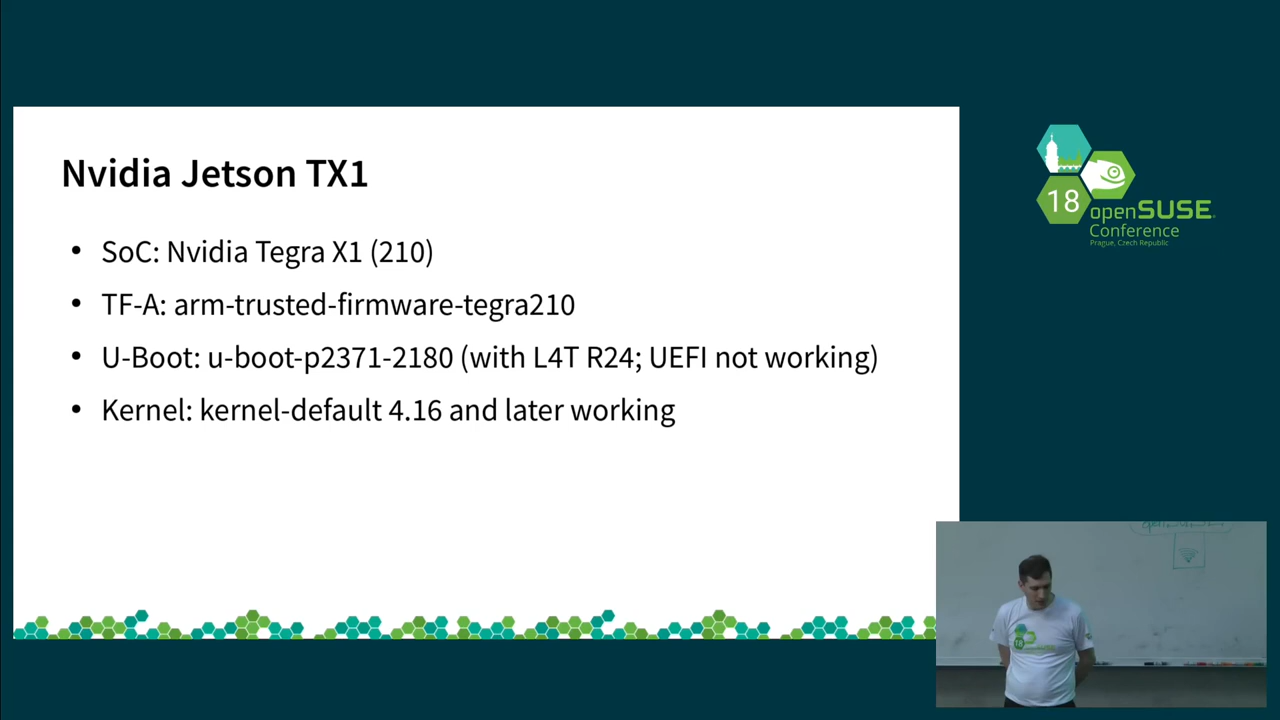 Nvidia Jetson TX1
• SoC: Nvidia Tegra X1 (210)
• TF-A: arm-trusted-firmware-tegra210
• U-Boot: u-boot-p2371-2180 (with L4T R24; UEFI not working)
• Kernel: kernel-default 4.16 and later working
18
openSUSE
Conference
Prague, Czech Republic
18